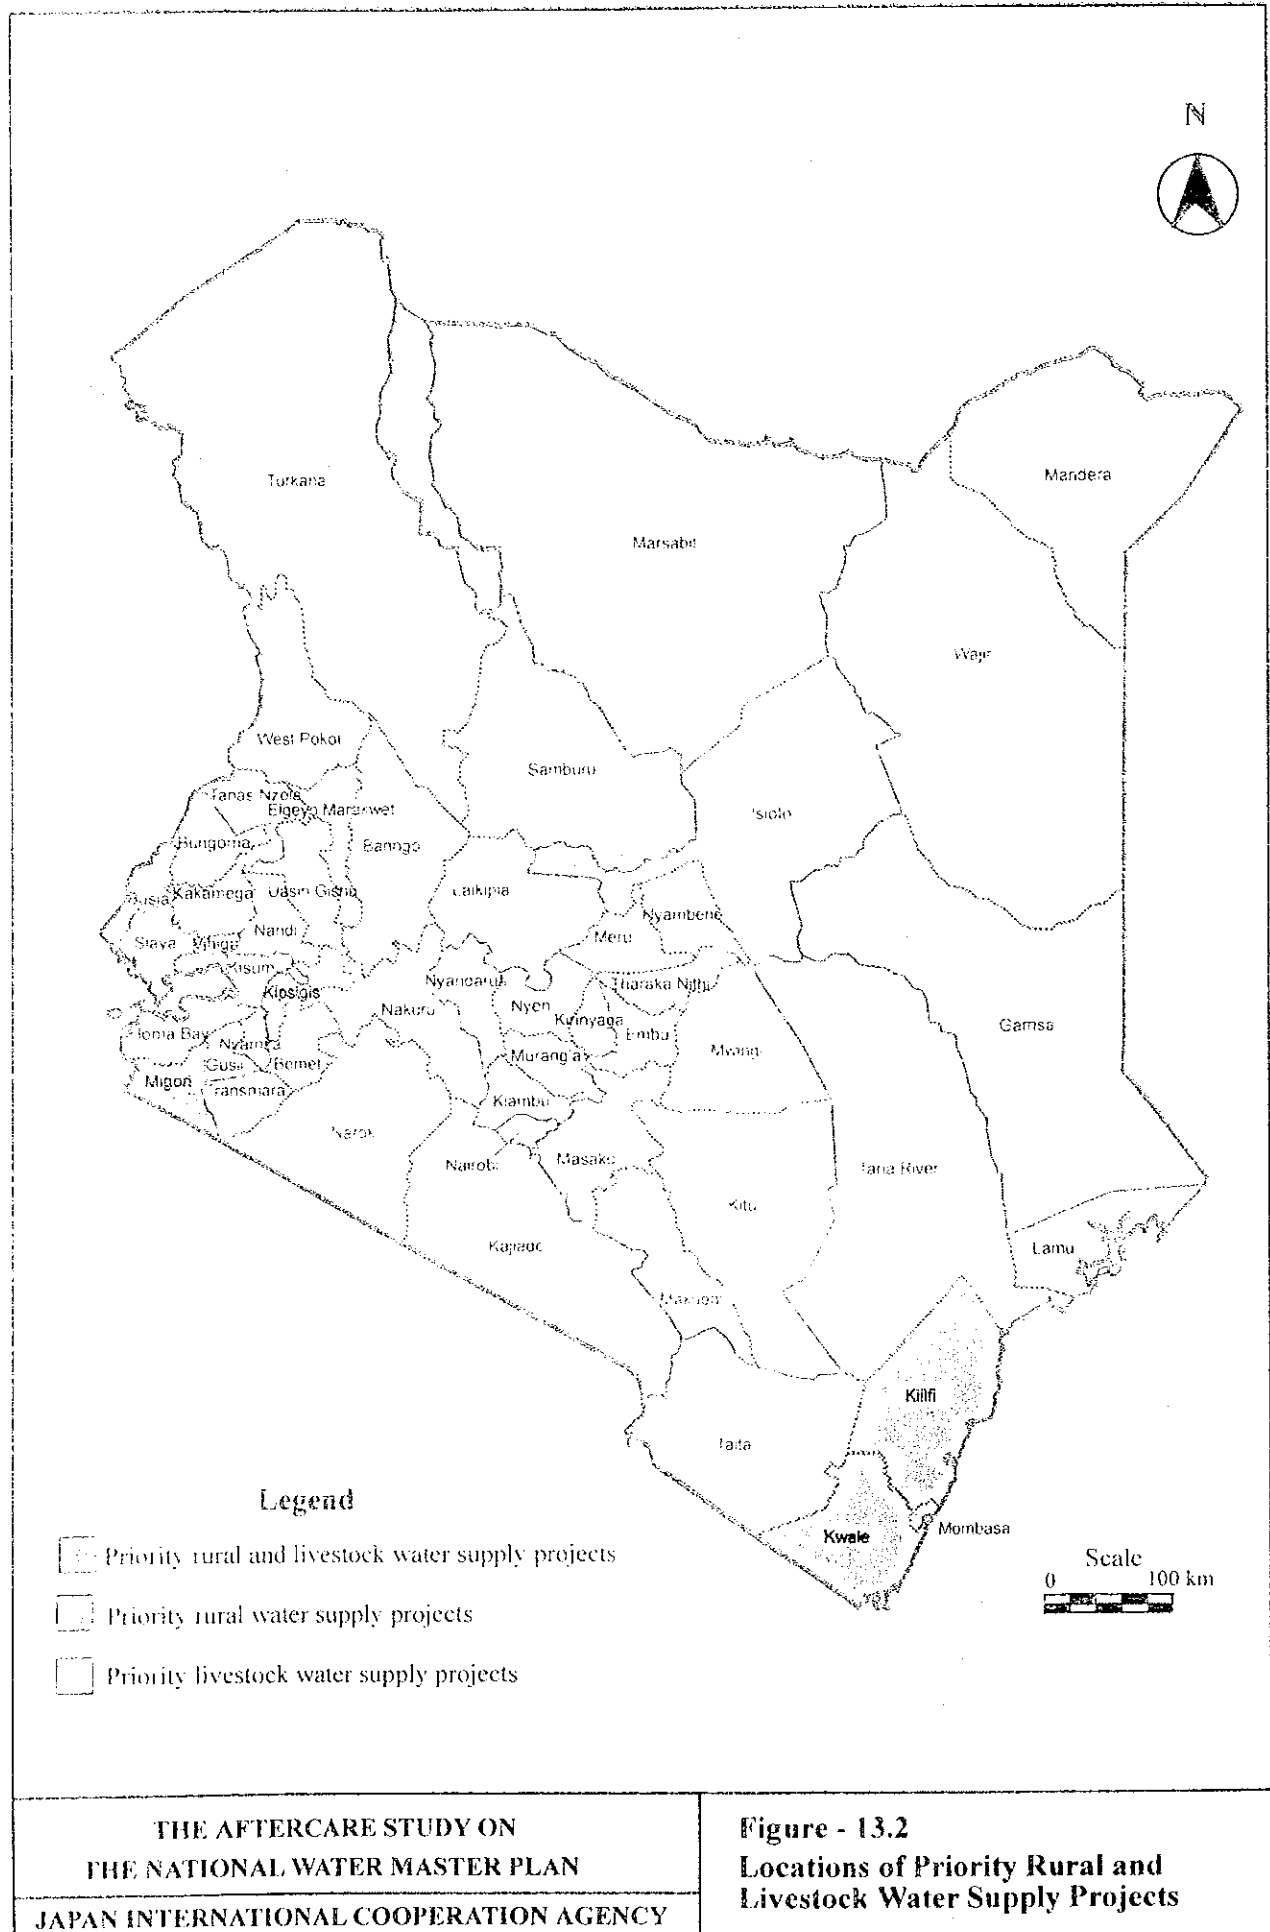 N
Turkana
Mandera
Marsabit
Wajir
West Pokot
Samburu
Isiolo
Elgeyo Marakwet
Bungoma
Baringo
Kakamega
Uasin Gishu
Laikipia
Nyambene
Meru
Siaya
Vihiga
Nandi
Kisumu
Kipsigis
Nyandarua
Tharaka Nithi
Nakuru
Nyeri
Kirinyaga
Garissa
Homa Bay
Nyamira
Embu
Mwingi
Murang'a
Bomet
Migori
Transmara
Kiambu
Narok
Nairobi
Masaku
Tana River
Kitui
Kajiado
Lamu
Makueni
Kilifi
Taita
Kwale
Mombasa
Legend
Priority rural and livestock water supply projects
Priority rural water supply projects
Priority livestock water supply projects
Scale
0 100 km
THE AFTERCARE STUDY ON
THE NATIONAL WATER MASTER PLAN
JAPAN INTERNATIONAL COOPERATION AGENCY
Figure - 13.2
Locations of Priority Rural and
Livestock Water Supply Projects